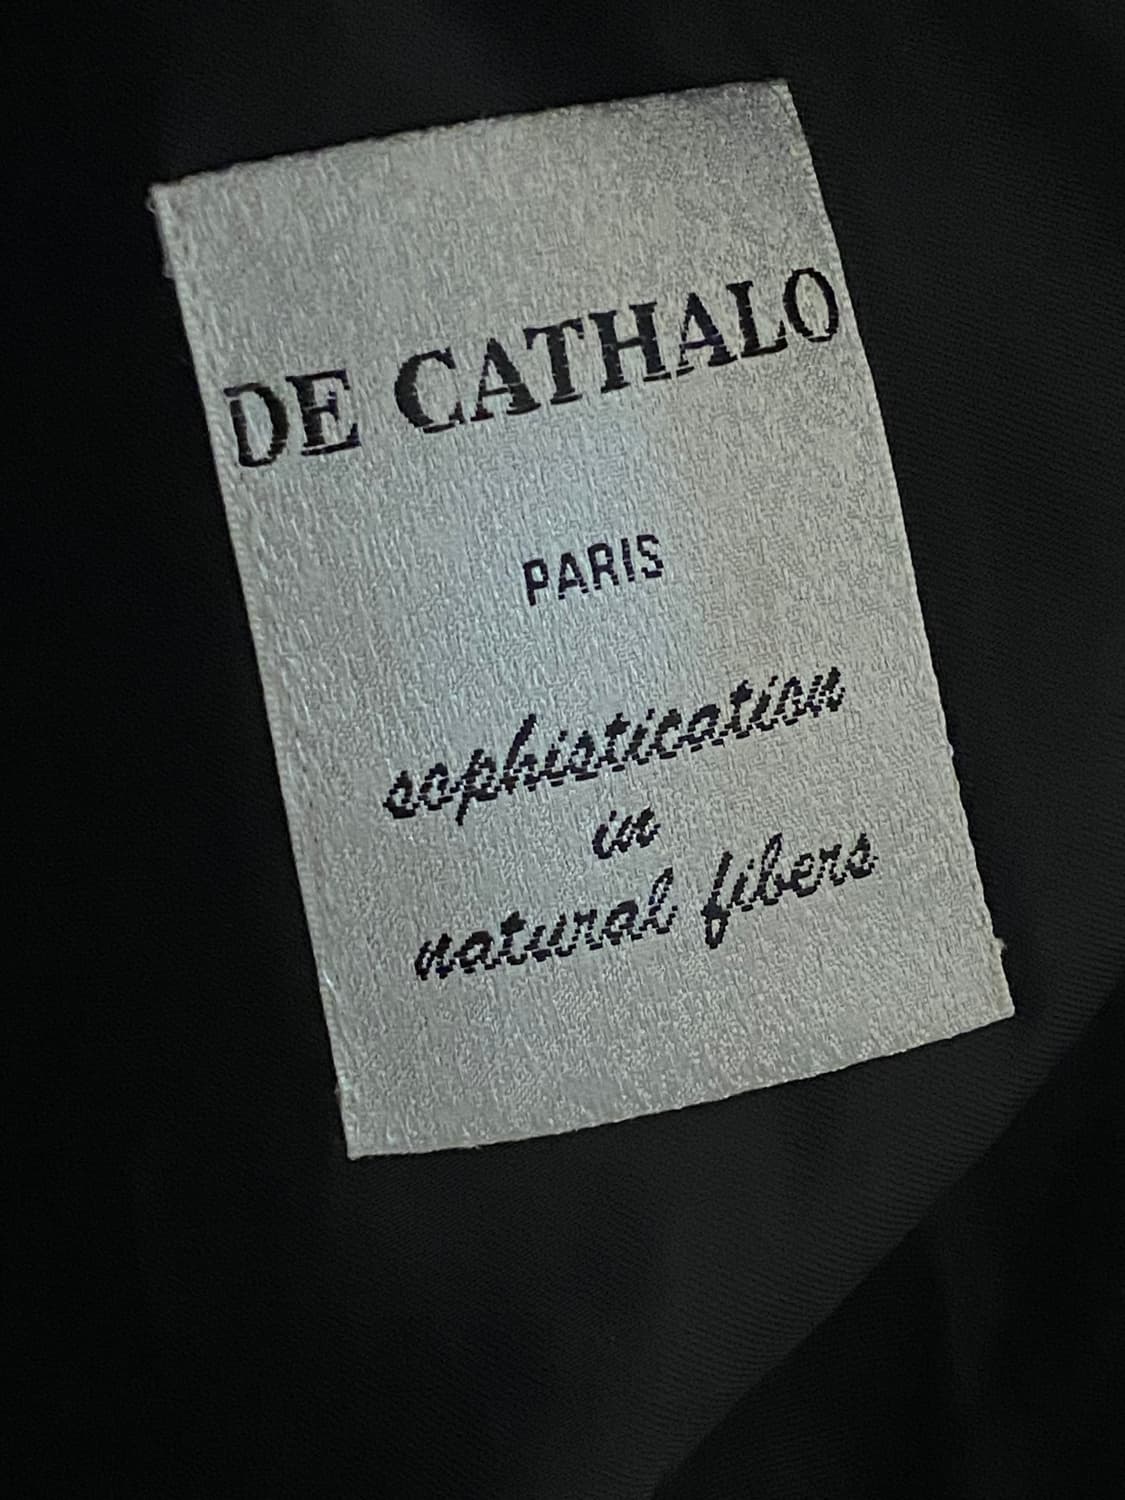 DE CATHALO
PARIS
sophistication
in
natural fibers